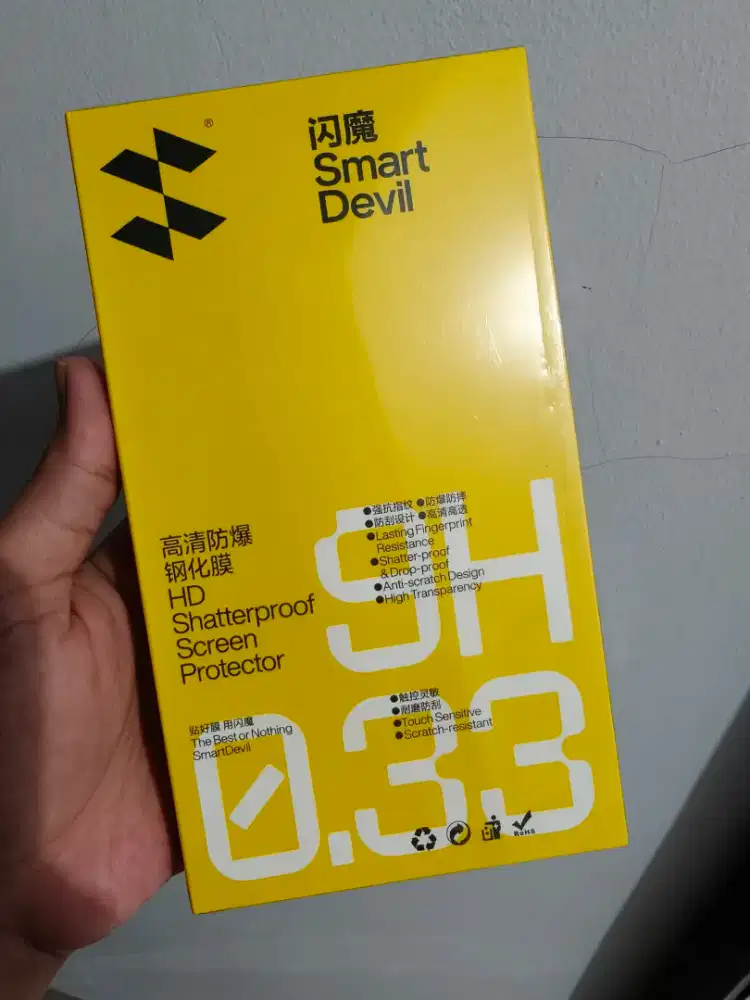 ®
闪魔
Smart
Devil
高清防爆
钢化膜
HD
Shatterproof
Screen
Protector
9H
●强抗指纹 ●防爆防摔
●防刮设计 ●高清高透
●Lasting Fingerprint
Resistance
●Shatter-proof
& Drop-proof
●Anti-scratch Design
●High Transparency
贴好膜 用闪魔
The Best or Nothing
SmartDevil
0.33
●触控灵敏
●耐磨防刮
●Touch Sensitive
●Scratch-resistant
RoHS